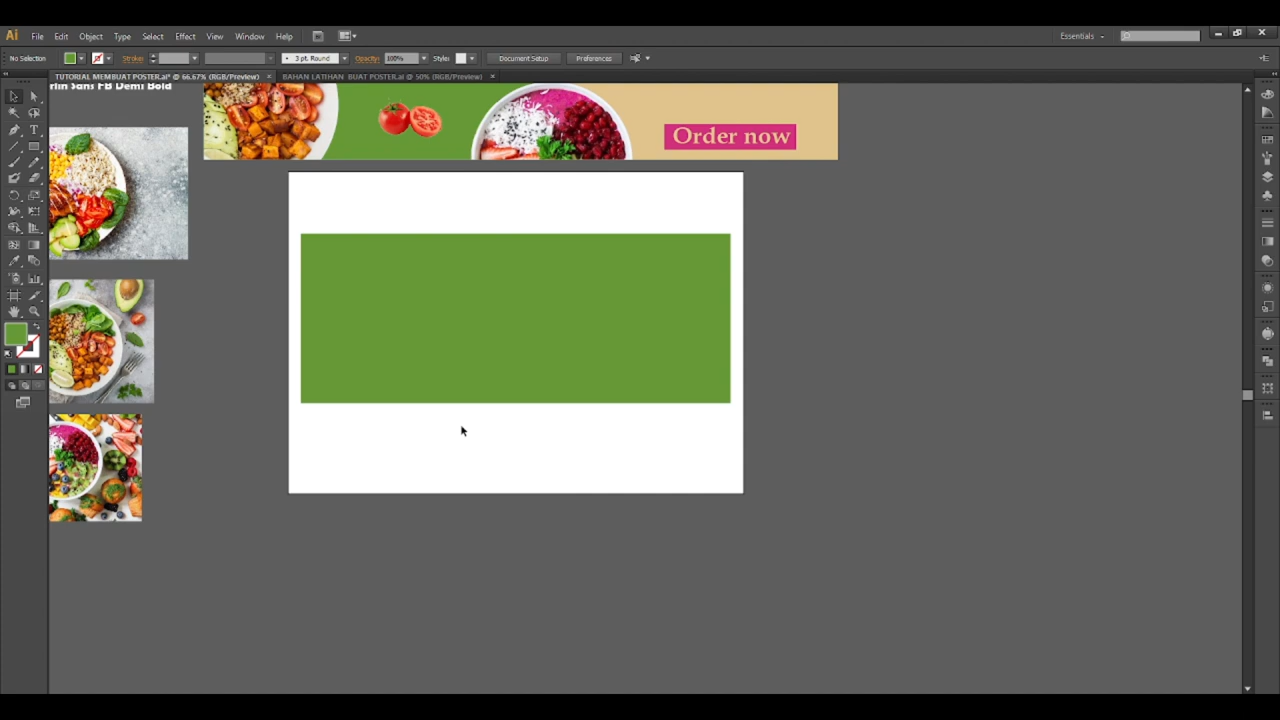 Ai File Edit Object Type Select Effect View Window Help Essentials
No Selection Stroke: 3 pt. Round Opacity: 100% Style: Document Setup Preferences
TUTORIAL MEMBUAT POSTER.ai* @ 66.67% (RGB/Preview) × BAHAN LATIHAN BUAT POSTER.ai @ 50% (RGB/Preview) ×
rlin Sans FB Demi Bold
Order now